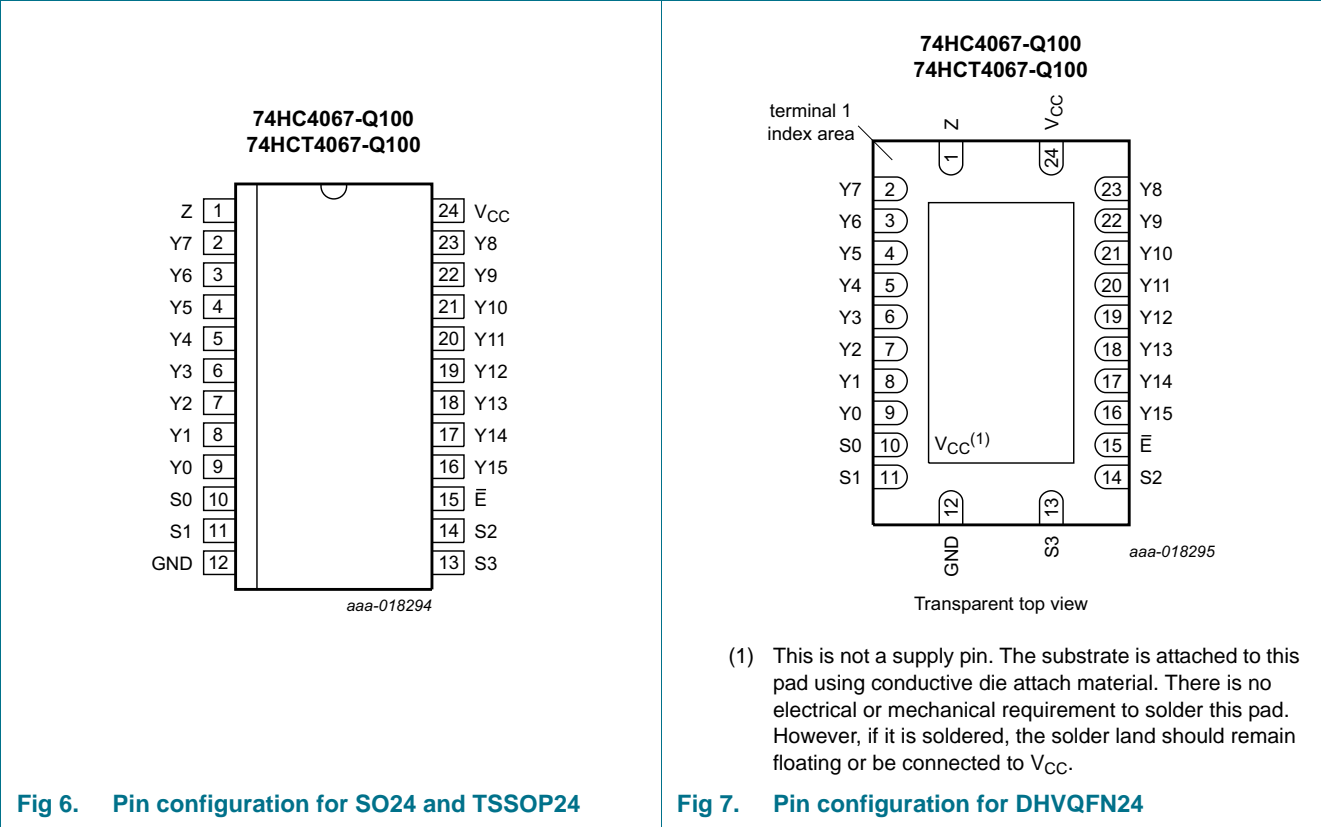 74HC4067-Q100
74HCT4067-Q100
Z 1 24 VCC
Y7 2 23 Y8
Y6 3 22 Y9
Y5 4 21 Y10
Y4 5 20 Y11
Y3 6 19 Y12
Y2 7 18 Y13
Y1 8 17 Y14
Y0 9 16 Y15
S0 10 15 E̅
S1 11 14 S2
GND 12 13 S3
aaa-018294
Fig 6. Pin configuration for SO24 and TSSOP24
74HC4067-Q100
74HCT4067-Q100
terminal 1
index area
Z VCC
1 24
Y7 2 23 Y8
Y6 3 22 Y9
Y5 4 21 Y10
Y4 5 20 Y11
Y3 6 19 Y12
Y2 7 18 Y13
Y1 8 17 Y14
Y0 9 16 Y15
S0 10 VCC(1) 15 E̅
S1 11 14 S2
12 13
GND S3
aaa-018295
Transparent top view
(1) This is not a supply pin. The substrate is attached to this
pad using conductive die attach material. There is no
electrical or mechanical requirement to solder this pad.
However, if it is soldered, the solder land should remain
floating or be connected to VCC.
Fig 7. Pin configuration for DHVQFN24